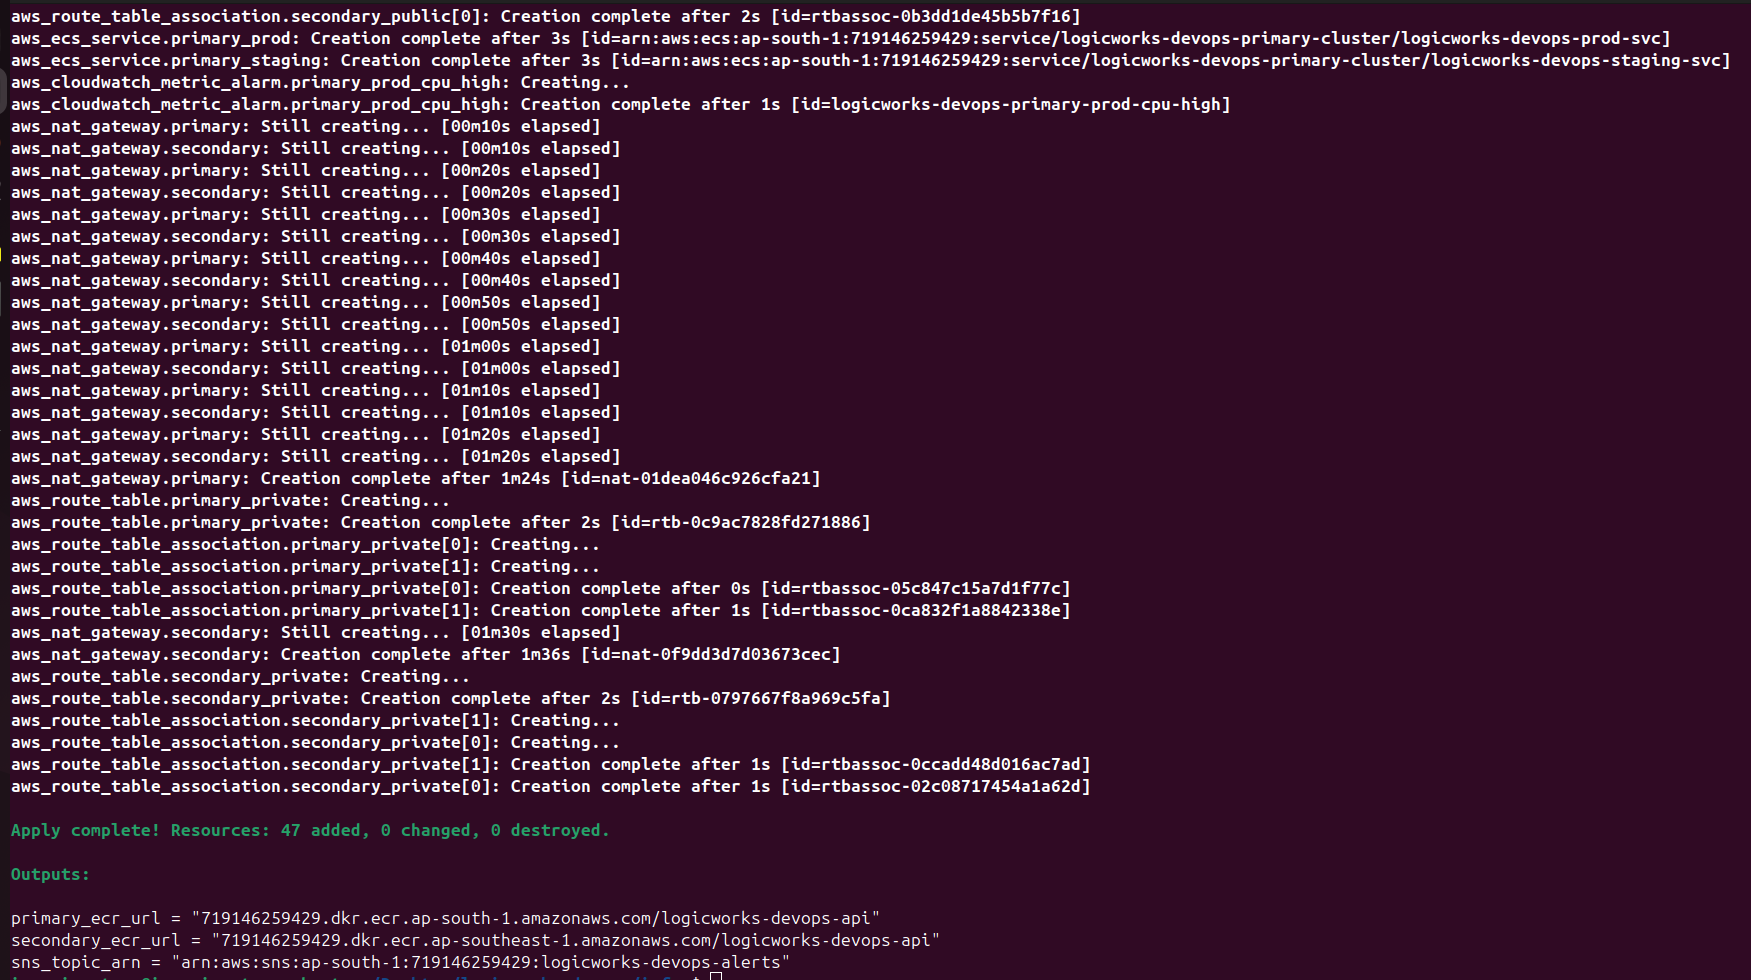 aws_route_table_association.secondary_public[0]: Creation complete after 2s [id=rtbassoc-0b3dd1de45b5b7f16]
aws_ecs_service.primary_prod: Creation complete after 3s [id=arn:aws:ecs:ap-south-1:719146259429:service/logicworks-devops-primary-cluster/logicworks-devops-prod-svc]
aws_ecs_service.primary_staging: Creation complete after 3s [id=arn:aws:ecs:ap-south-1:719146259429:service/logicworks-devops-primary-cluster/logicworks-devops-staging-svc]
aws_cloudwatch_metric_alarm.primary_prod_cpu_high: Creating...
aws_cloudwatch_metric_alarm.primary_prod_cpu_high: Creation complete after 1s [id=logicworks-devops-primary-prod-cpu-high]
aws_nat_gateway.primary: Still creating... [00m10s elapsed]
aws_nat_gateway.secondary: Still creating... [00m10s elapsed]
aws_nat_gateway.primary: Still creating... [00m20s elapsed]
aws_nat_gateway.secondary: Still creating... [00m20s elapsed]
aws_nat_gateway.primary: Still creating... [00m30s elapsed]
aws_nat_gateway.secondary: Still creating... [00m30s elapsed]
aws_nat_gateway.primary: Still creating... [00m40s elapsed]
aws_nat_gateway.secondary: Still creating... [00m40s elapsed]
aws_nat_gateway.primary: Still creating... [00m50s elapsed]
aws_nat_gateway.secondary: Still creating... [00m50s elapsed]
aws_nat_gateway.primary: Still creating... [01m00s elapsed]
aws_nat_gateway.secondary: Still creating... [01m00s elapsed]
aws_nat_gateway.primary: Still creating... [01m10s elapsed]
aws_nat_gateway.secondary: Still creating... [01m10s elapsed]
aws_nat_gateway.primary: Still creating... [01m20s elapsed]
aws_nat_gateway.secondary: Still creating... [01m20s elapsed]
aws_nat_gateway.primary: Creation complete after 1m24s [id=nat-01dea046c926cfa21]
aws_route_table.primary_private: Creating...
aws_route_table.primary_private: Creation complete after 2s [id=rtb-0c9ac7828fd271886]
aws_route_table_association.primary_private[0]: Creating...
aws_route_table_association.primary_private[1]: Creating...
aws_route_table_association.primary_private[0]: Creation complete after 0s [id=rtbassoc-05c847c15a7d1f77c]
aws_route_table_association.primary_private[1]: Creation complete after 1s [id=rtbassoc-0ca832f1a8842338e]
aws_nat_gateway.secondary: Still creating... [01m30s elapsed]
aws_nat_gateway.secondary: Creation complete after 1m36s [id=nat-0f9dd3d7d03673cec]
aws_route_table.secondary_private: Creating...
aws_route_table.secondary_private: Creation complete after 2s [id=rtb-0797667f8a969c5fa]
aws_route_table_association.secondary_private[1]: Creating...
aws_route_table_association.secondary_private[0]: Creating...
aws_route_table_association.secondary_private[1]: Creation complete after 1s [id=rtbassoc-0ccadd48d016ac7ad]
aws_route_table_association.secondary_private[0]: Creation complete after 1s [id=rtbassoc-02c08717454a1a62d]
Apply complete! Resources: 47 added, 0 changed, 0 destroyed.
Outputs:
primary_ecr_url = "719146259429.dkr.ecr.ap-south-1.amazonaws.com/logicworks-devops-api"
secondary_ecr_url = "719146259429.dkr.ecr.ap-southeast-1.amazonaws.com/logicworks-devops-api"
sns_topic_arn = "arn:aws:sns:ap-south-1:719146259429:logicworks-devops-alerts"